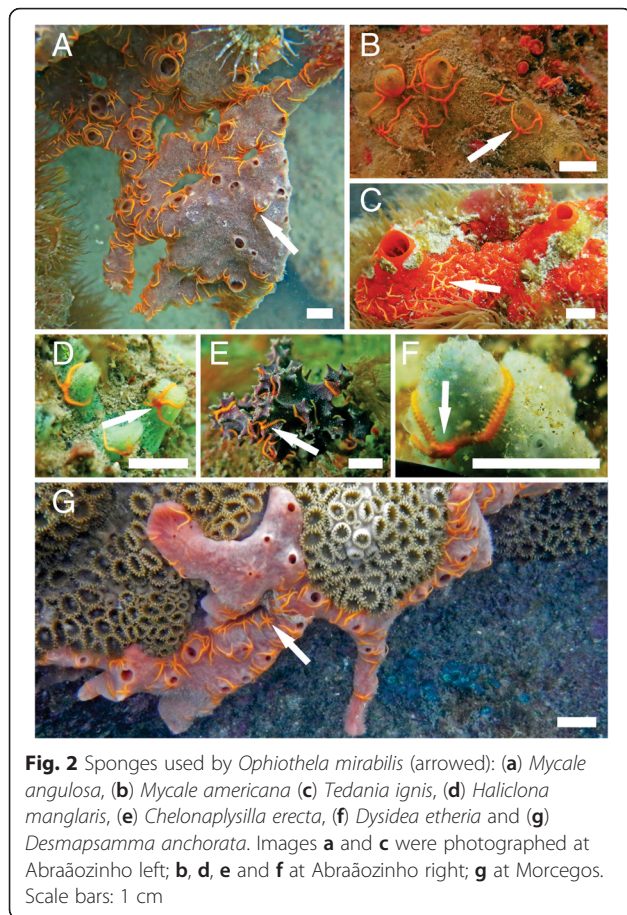 A
B
C
D
E
F
G
Fig. 2 Sponges used by Ophiothela mirabilis (arrowed): (a) Mycale
angulosa, (b) Mycale americana (c) Tedania ignis, (d) Haliclona
manglaris, (e) Chelonaplysilla erecta, (f) Dysidea etheria and (g)
Desmapsamma anchorata. Images a and c were photographed at
Abraãozinho left; b, d, e and f at Abraãozinho right; g at Morcegos.
Scale bars: 1 cm